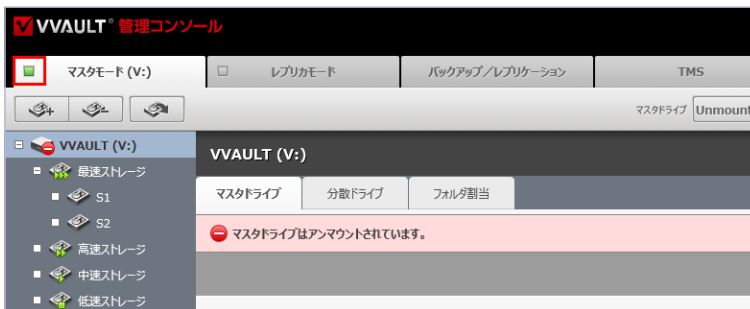 VVAULT® 管理コンソール
マスタモード (V:)
レプリカモード
バックアップ／レプリケーション
TMS
マスタドライブ
Unmount
VVAULT (V:)
最速ストレージ
S1
S2
高速ストレージ
中速ストレージ
低速ストレージ
VVAULT (V:)
マスタドライブ
分散ドライブ
フォルダ割当
マスタドライブはアンマウントされています。